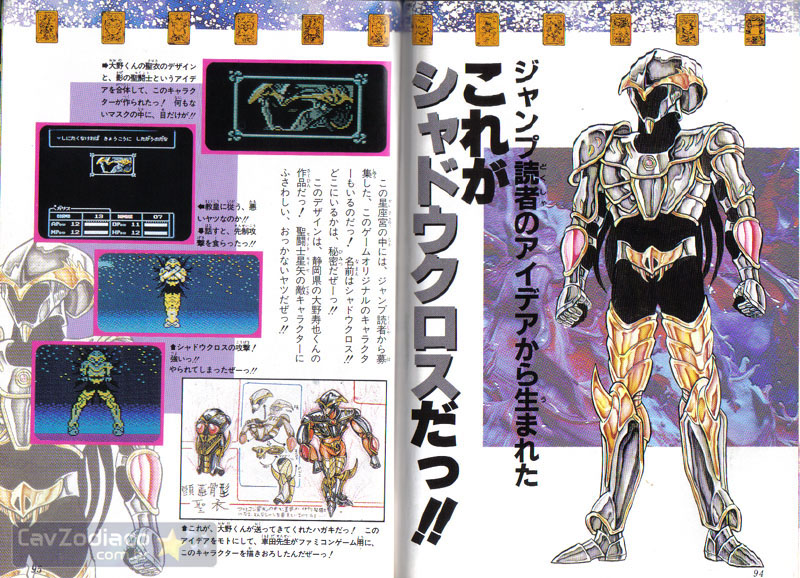 ジャンプ読者のアイデアから生まれた
これが
シャドウクロスだっ!!
94
➡大野くんの聖衣のデザイン
と、影の聖闘士というアイデ
アを合体して、このキャラク
ターが作られたっ! 何もな
いマスクの中に、目だけが!!
⬅教皇に従う、悪
いヤツなのか!!
⬇話すと、先制攻
撃を食らったっ!!
この星座宮の中には、ジャンプ読者から募
集した、このゲームオリジナルのキャラクタ
ーもいるのだっ! 名前はシャドウクロス!!
どこにいるかは、秘密だぜーっ!!
このデザインは、静岡県の大野寿也くんの
作品だっ! 聖闘士星矢の敵キャラクターに
ふさわしい、おっかないヤツだぜっ!!
⬆シャドウクロスの攻撃!
強いっ!!
やられてしまったぜーっ!!
⬆これが、大野くんが送ってきてくれたハガキだっ! この
アイデアをモトにして、車田先生がファミコンゲーム用に、
このキャラクターを描きおろしたんだぜーっ!!
95
CavZodiaco
.com.br